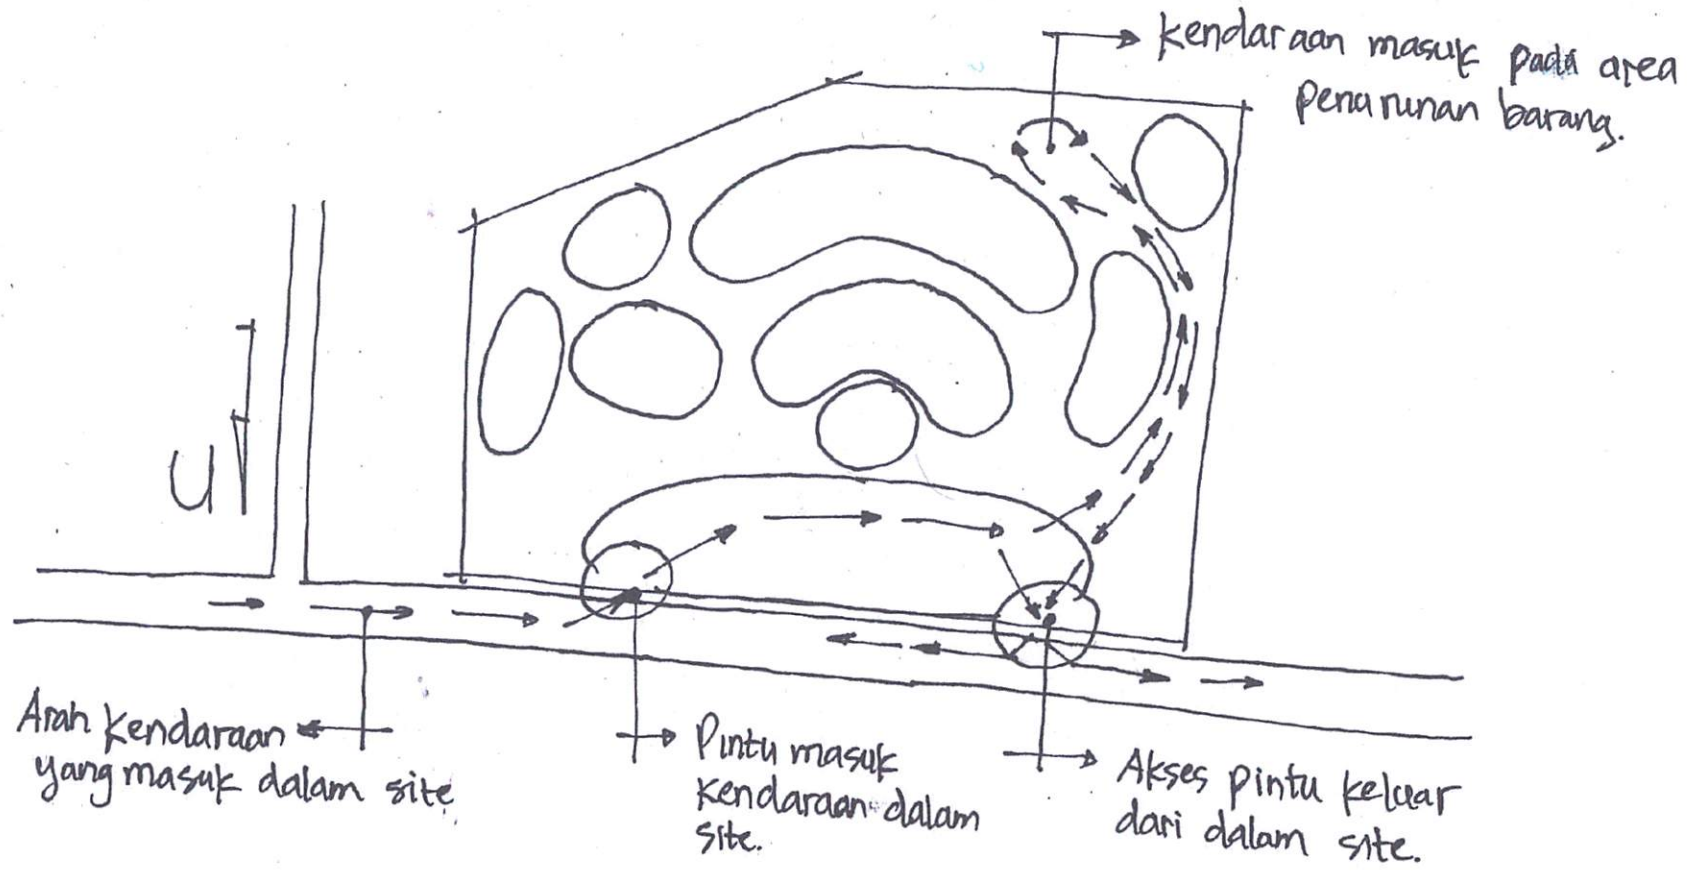 kendaraan masuk pada area
penurunan barang.
U
Arah kendaraan
yang masuk dalam site
Pintu masuk
kendaraan dalam
site.
Akses pintu keluar
dari dalam site.